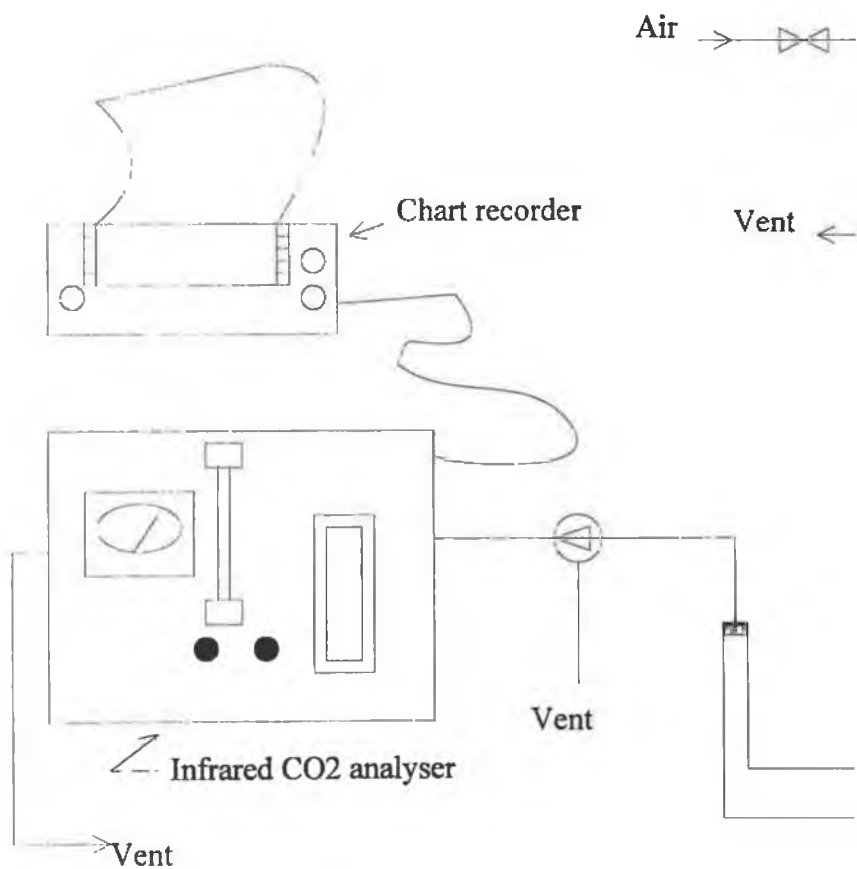 Air
Chart recorder
Vent
Vent
Infrared CO2 analyser
Vent